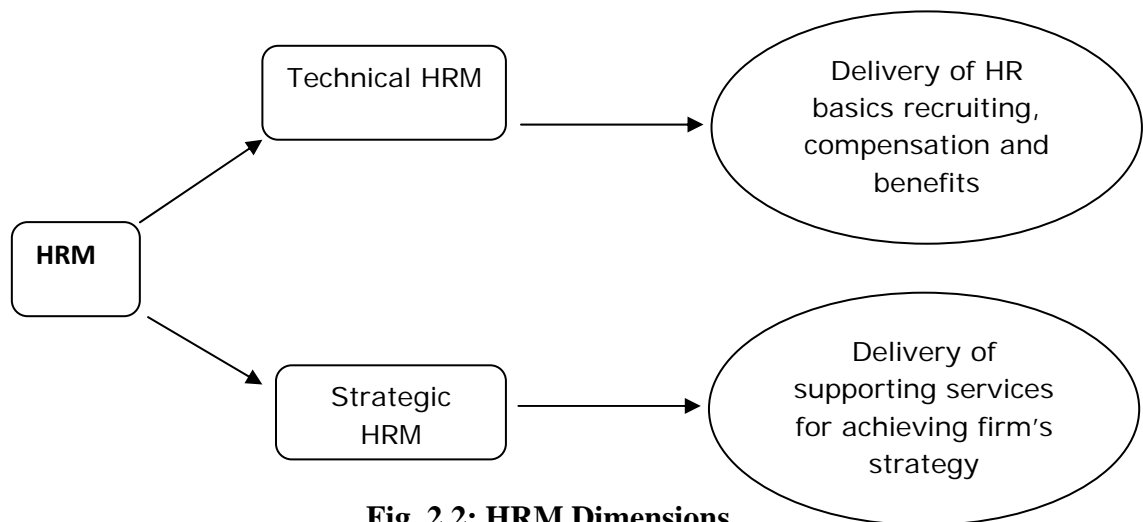 Technical HRM
Delivery of HR
basics recruiting,
compensation and
benefits
HRM
Strategic
HRM
Delivery of
supporting services
for achieving firm's
strategy
Fig. 2.2: HRM Dimensions